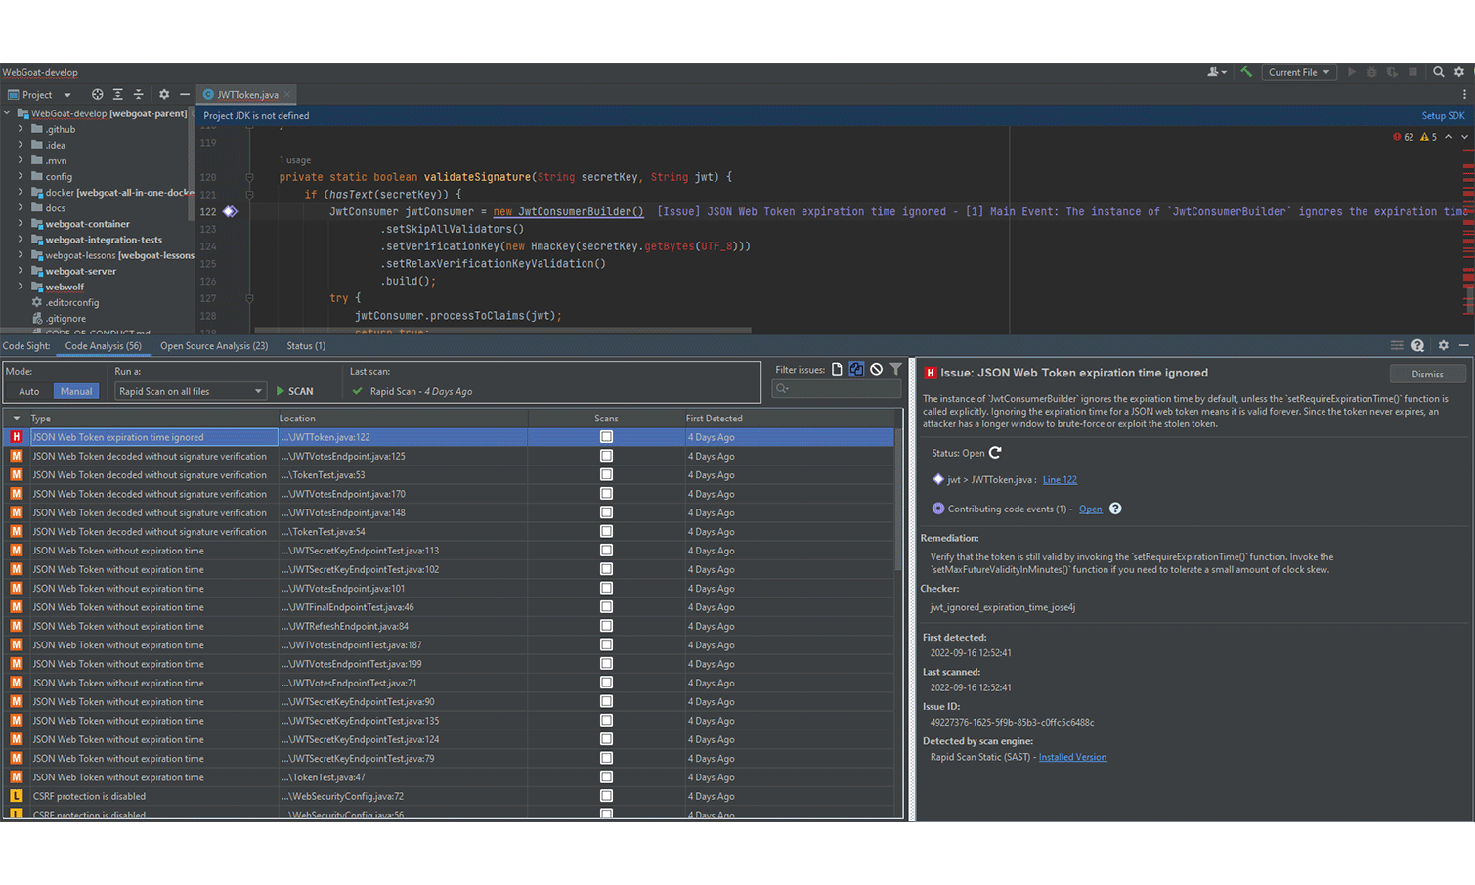 WebGoat-develop
Current File
Project
JWTToken.java
WebGoat-develop [webgoat-parent]
Project JDK is not defined
Setup SDK
.github
.idea
.mvn
config
docker [webgoat-all-in-one-docke
docs
webgoat-container
webgoat-integration-tests
webgoat-lessons [webgoat-lessons
webgoat-server
webwolf
.editorconfig
.gitignore
CODE_OF_CONDUCT.md
62 5
119
1 usage
120 private static boolean validateSignature(String secretKey, String jwt) {
121 if (hasText(secretKey)) {
122 JwtConsumer jwtConsumer = new JwtConsumerBuilder() [Issue] JSON Web Token expiration time ignored - [1] Main Event: The instance of `JwtConsumerBuilder` ignores the expiration time
123 .setSkipAllValidators()
124 .setVerificationKey(new HmacKey(secretKey.getBytes(UTF_8)))
125 .setRelaxVerificationKeyValidation()
126 .build();
127 try {
128 jwtConsumer.processToClaims(jwt);
return true;
Code Sight: Code Analysis (56) Open Source Analysis (23) Status (1)
Mode: Run a: Last scan:
Auto Manual Rapid Scan on all files SCAN Rapid Scan - 4 Days Ago
Filter issues:
Type Location Scans First Detected
H JSON Web Token expiration time ignored ...\JWTToken.java:122 4 Days Ago
M JSON Web Token decoded without signature verification ...\JWTVotesEndpoint.java:125 4 Days Ago
M JSON Web Token decoded without signature verification ...\TokenTest.java:53 4 Days Ago
M JSON Web Token decoded without signature verification ...\JWTVotesEndpoint.java:170 4 Days Ago
M JSON Web Token decoded without signature verification ...\JWTVotesEndpoint.java:148 4 Days Ago
M JSON Web Token decoded without signature verification ...\TokenTest.java:54 4 Days Ago
M JSON Web Token without expiration time ...\JWTSecretKeyEndpointTest.java:113 4 Days Ago
M JSON Web Token without expiration time ...\JWTSecretKeyEndpointTest.java:102 4 Days Ago
M JSON Web Token without expiration time ...\JWTVotesEndpoint.java:101 4 Days Ago
M JSON Web Token without expiration time ...\JWTFinalEndpointTest.java:46 4 Days Ago
M JSON Web Token without expiration time ...\JWTRefreshEndpoint.java:84 4 Days Ago
M JSON Web Token without expiration time ...\JWTVotesEndpointTest.java:187 4 Days Ago
M JSON Web Token without expiration time ...\JWTVotesEndpointTest.java:199 4 Days Ago
M JSON Web Token without expiration time ...\JWTVotesEndpointTest.java:71 4 Days Ago
M JSON Web Token without expiration time ...\JWTSecretKeyEndpointTest.java:90 4 Days Ago
M JSON Web Token without expiration time ...\JWTSecretKeyEndpointTest.java:135 4 Days Ago
M JSON Web Token without expiration time ...\JWTSecretKeyEndpointTest.java:124 4 Days Ago
M JSON Web Token without expiration time ...\JWTSecretKeyEndpointTest.java:79 4 Days Ago
M JSON Web Token without expiration time ...\TokenTest.java:47 4 Days Ago
L CSRF protection is disabled ...\WebSecurityConfig.java:72 4 Days Ago
L CSRF protection is disabled ...\WebSecurityConfig.java:56 4 Days Ago
H Issue: JSON Web Token expiration time ignored
Dismiss
The instance of `JwtConsumerBuilder` ignores the expiration time by default, unless the `setRequireExpirationTime()` function is
called explicitly. Ignoring the expiration time for a JSON web token means it is valid forever. Since the token never expires, an
attacker has a longer window to brute-force or exploit the stolen token.
Status: Open
jwt > JWTToken.java : Line 122
Contributing code events (1) - Open
Remediation:
Verify that the token is still valid by invoking the `setRequireExpirationTime()` function. Invoke the
`setMaxFutureValidityInMinutes()` function if you need to tolerate a small amount of clock skew.
Checker:
jwt_ignored_expiration_time_jose4j
First detected:
2022-09-16 12:52:41
Last scanned:
2022-09-16 12:52:41
Issue ID:
49227376-1625-5f9b-85b3-c0ffc5c6488c
Detected by scan engine:
Rapid Scan Static (SAST) - Installed Version